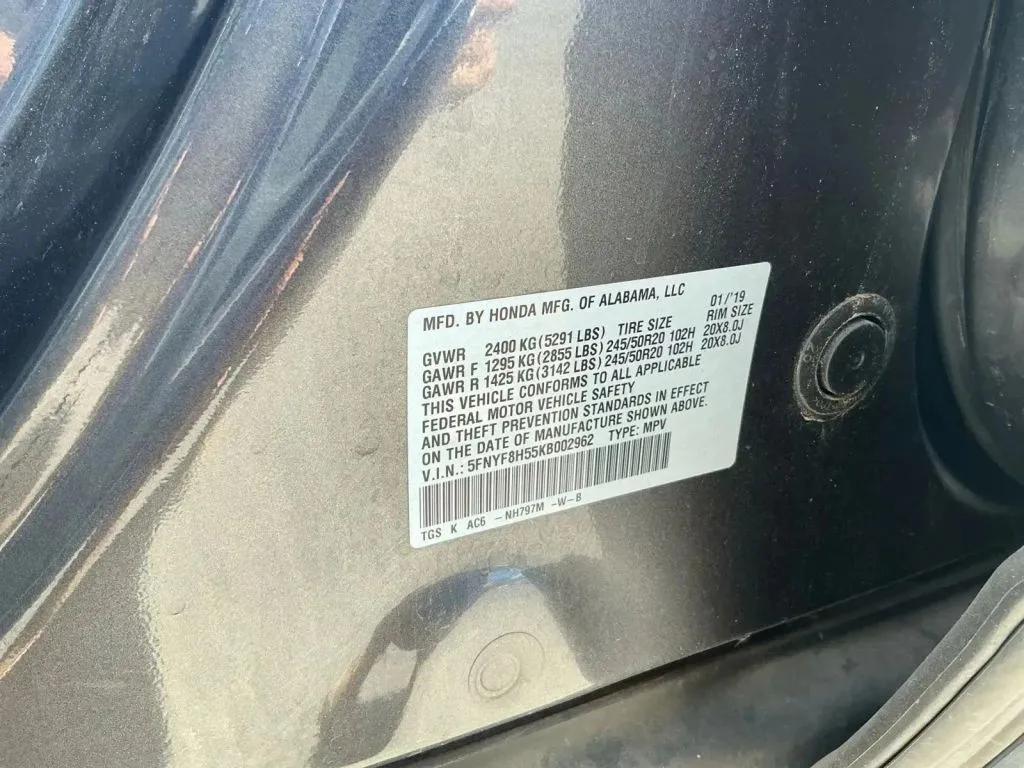 MFD. BY HONDA MFG. OF ALABAMA, LLC 01/'19
GVWR 2400 KG (5291 LBS) TIRE SIZE RIM SIZE
GAWR F 1295 KG (2855 LBS) 245/50R20 102H 20X8.0J
GAWR R 1425 KG (3142 LBS) 245/50R20 102H 20X8.0J
THIS VEHICLE CONFORMS TO ALL APPLICABLE
FEDERAL MOTOR VEHICLE SAFETY
AND THEFT PREVENTION STANDARDS IN EFFECT
ON THE DATE OF MANUFACTURE SHOWN ABOVE.
V.I.N.: 5FNYF8H55KB002962 TYPE: MPV
TGS K AC6 -NH797M -W-B